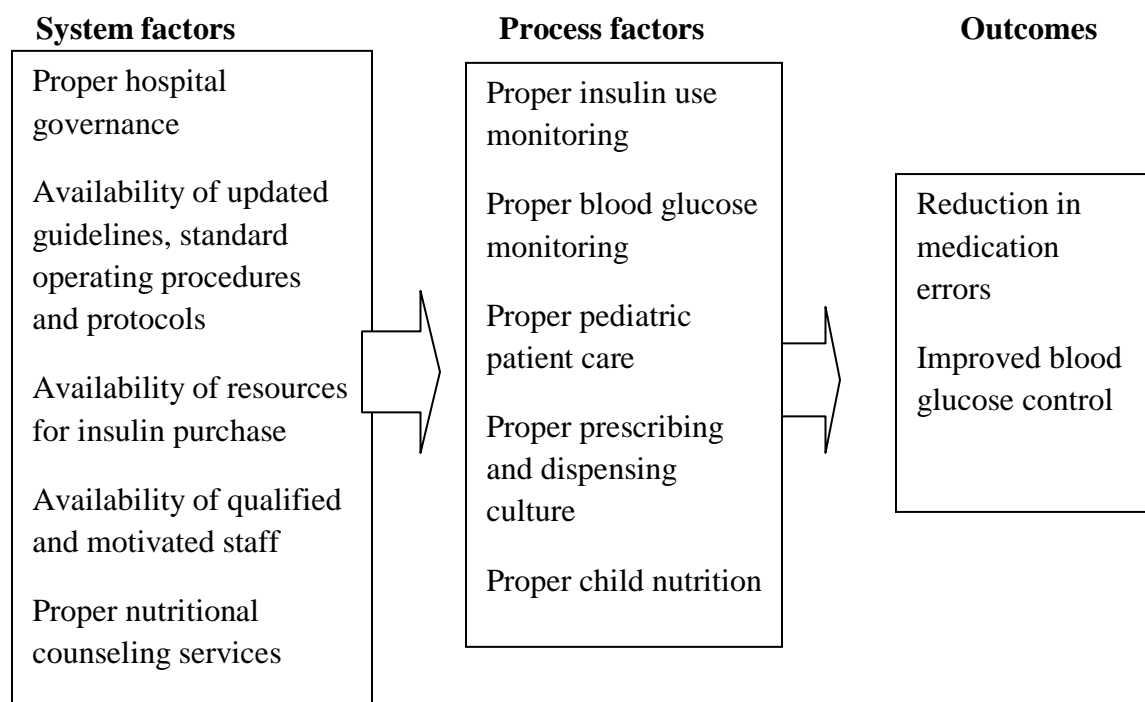 System factors
Proper hospital
governance
Availability of updated
guidelines, standard
operating procedures
and protocols
Availability of resources
for insulin purchase
Availability of qualified
and motivated staff
Proper nutritional
counseling services
Process factors
Proper insulin use
monitoring
Proper blood glucose
monitoring
Proper pediatric
patient care
Proper prescribing
and dispensing
culture
Proper child nutrition
Outcomes
Reduction in
medication
errors
Improved blood
glucose control